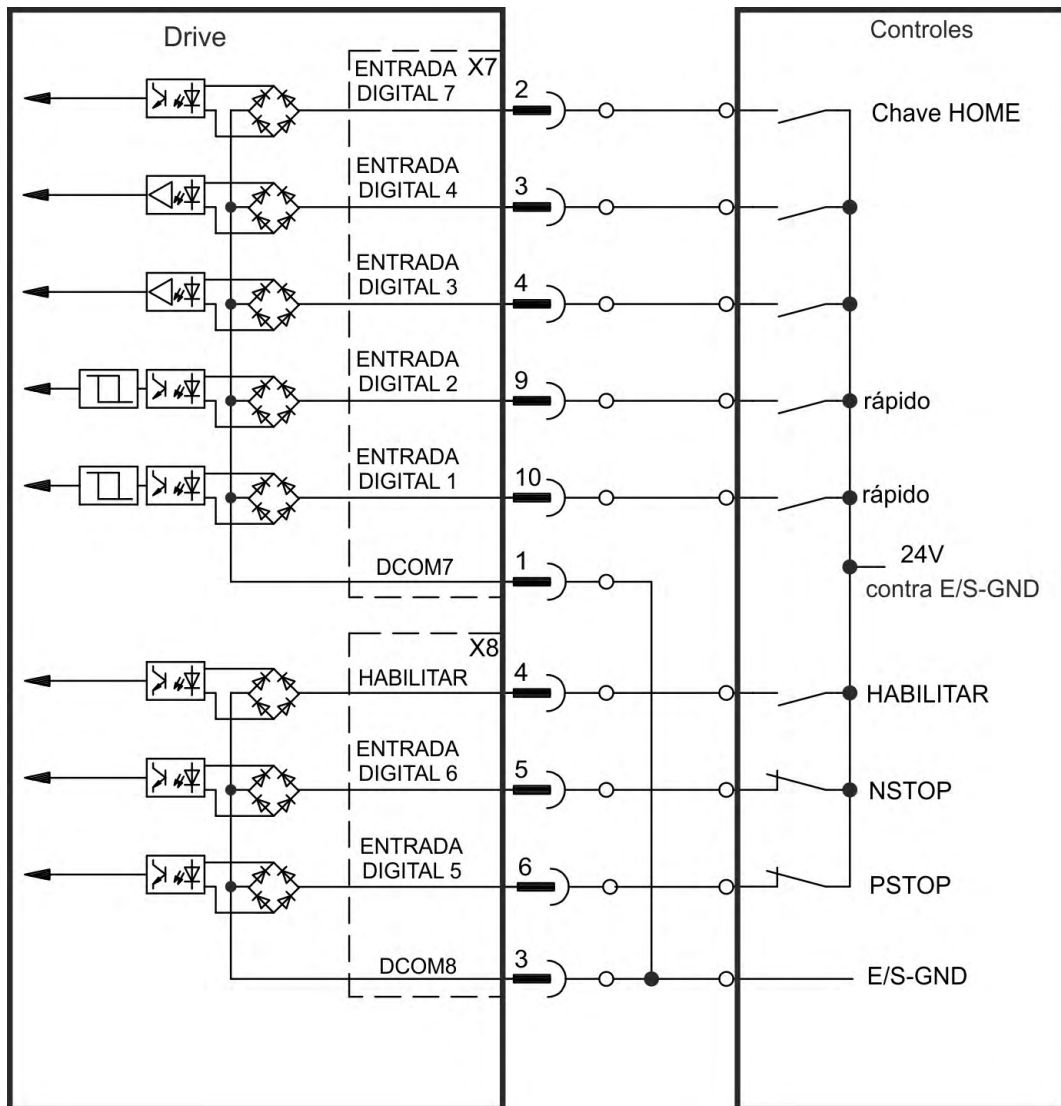 Drive
Controles
ENTRADA X7
DIGITAL 7
2
Chave HOME
ENTRADA
DIGITAL 4
3
ENTRADA
DIGITAL 3
4
ENTRADA
DIGITAL 2
9
rápido
ENTRADA
DIGITAL 1
10
rápido
DCOM7
1
24V
contra E/S-GND
X8
HABILITAR
4
HABILITAR
ENTRADA
DIGITAL 6
5
NSTOP
ENTRADA
DIGITAL 5
6
PSTOP
DCOM8
3
E/S-GND